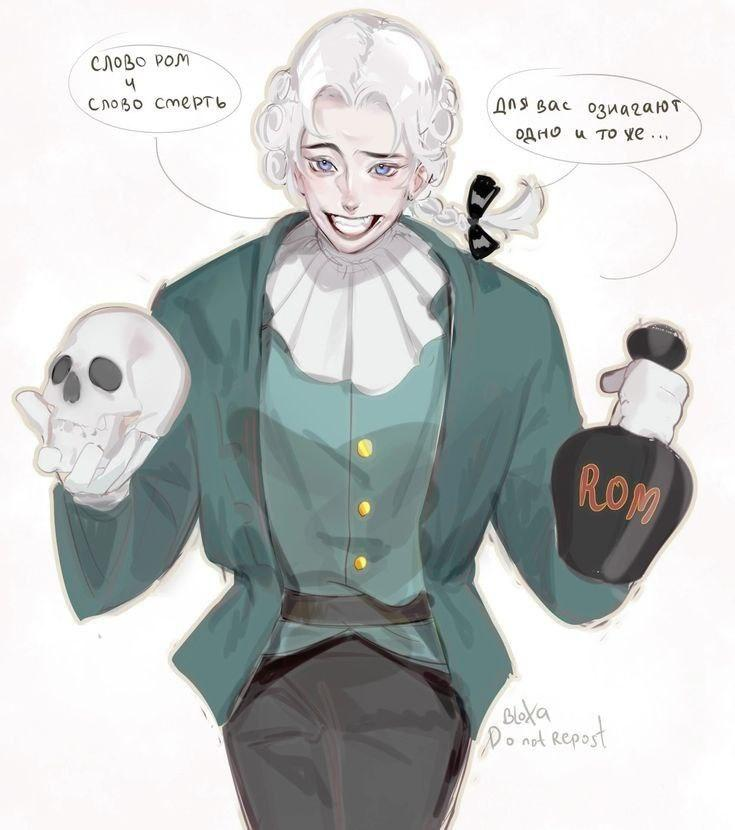 слово ром
и
слово смерть
для вас означают
одно и то же...
ROM
BLoXa
Do not Repost